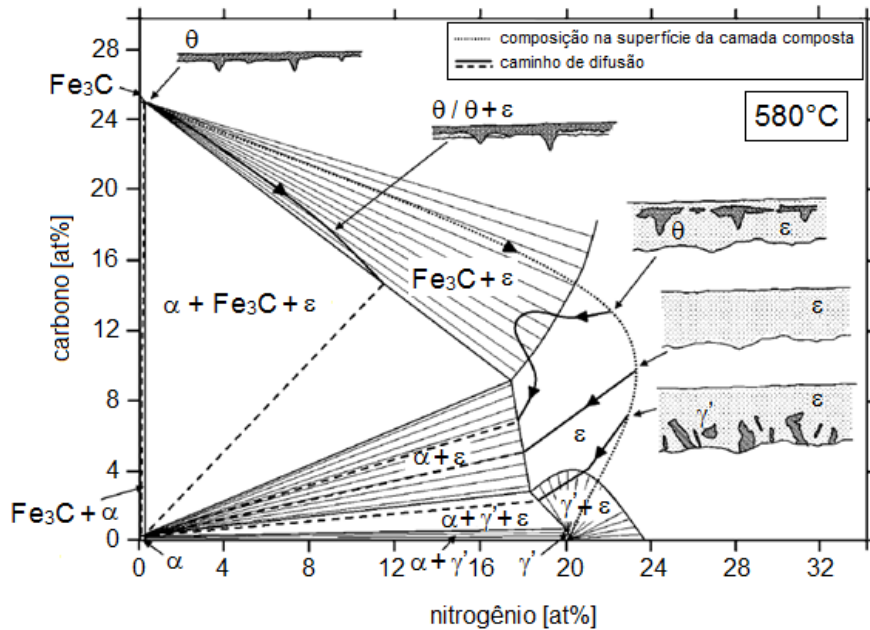 θ
composição na superfície da camada composta
caminho de difusão
580°C
Fe₃C
θ / θ + ε
θ
ε
Fe₃C + ε
α + Fe₃C + ε
ε
ε
γ'
ε
α + ε
γ' + ε
Fe₃C + α
α + γ' + ε
α
α + γ'
γ'
carbono [at%]
28
24
20
16
12
8
4
0
0
4
8
12
16
20
24
28
32
nitrogênio [at%]